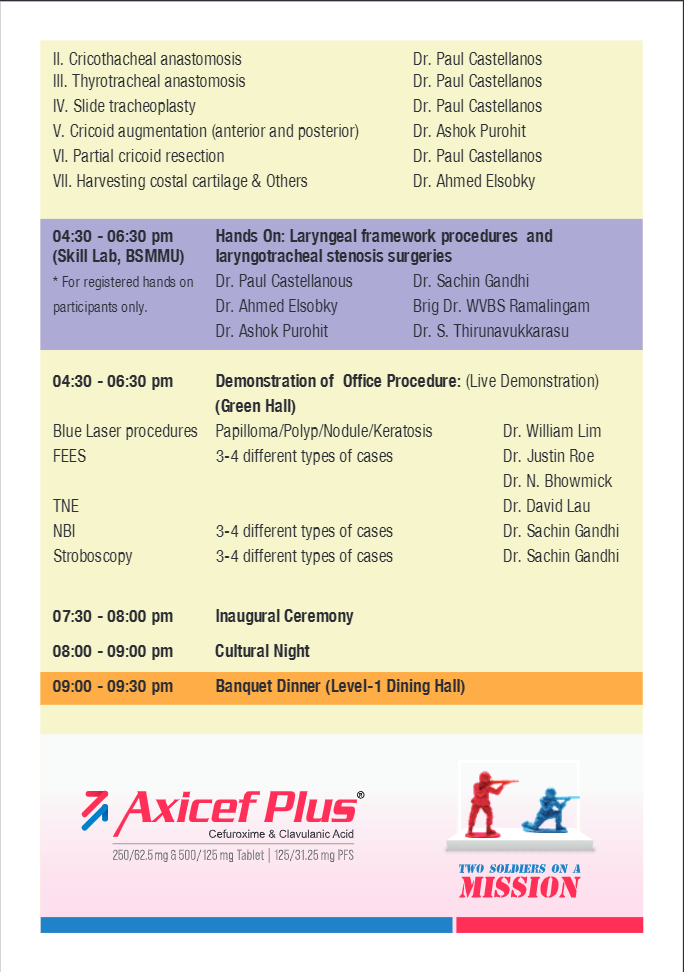 II. Cricothacheal anastomosis Dr. Paul Castellanos
III. Thyrotracheal anastomosis Dr. Paul Castellanos
IV. Slide tracheoplasty Dr. Paul Castellanos
V. Cricoid augmentation (anterior and posterior) Dr. Ashok Purohit
VI. Partial cricoid resection Dr. Paul Castellanos
VII. Harvesting costal cartilage & Others Dr. Ahmed Elsobky
04:30 - 06:30 pm Hands On: Laryngeal framework procedures and
(Skill Lab, BSMMU) laryngotracheal stenosis surgeries
* For registered hands on Dr. Paul Castellanous Dr. Sachin Gandhi
participants only. Dr. Ahmed Elsobky Brig Dr. WVBS Ramalingam
Dr. Ashok Purohit Dr. S. Thirunavukkarasu
04:30 - 06:30 pm Demonstration of Office Procedure: (Live Demonstration)
(Green Hall)
Blue Laser procedures Papilloma/Polyp/Nodule/Keratosis Dr. William Lim
FEES 3-4 different types of cases Dr. Justin Roe
Dr. N. Bhowmick
TNE Dr. David Lau
NBI 3-4 different types of cases Dr. Sachin Gandhi
Stroboscopy 3-4 different types of cases Dr. Sachin Gandhi
07:30 - 08:00 pm Inaugural Ceremony
08:00 - 09:00 pm Cultural Night
09:00 - 09:30 pm Banquet Dinner (Level-1 Dining Hall)
Axicef Plus®
Cefuroxime & Clavulanic Acid
250/62.5 mg & 500/125 mg Tablet | 125/31.25 mg PFS
TWO SOLDIERS ON A
MISSION